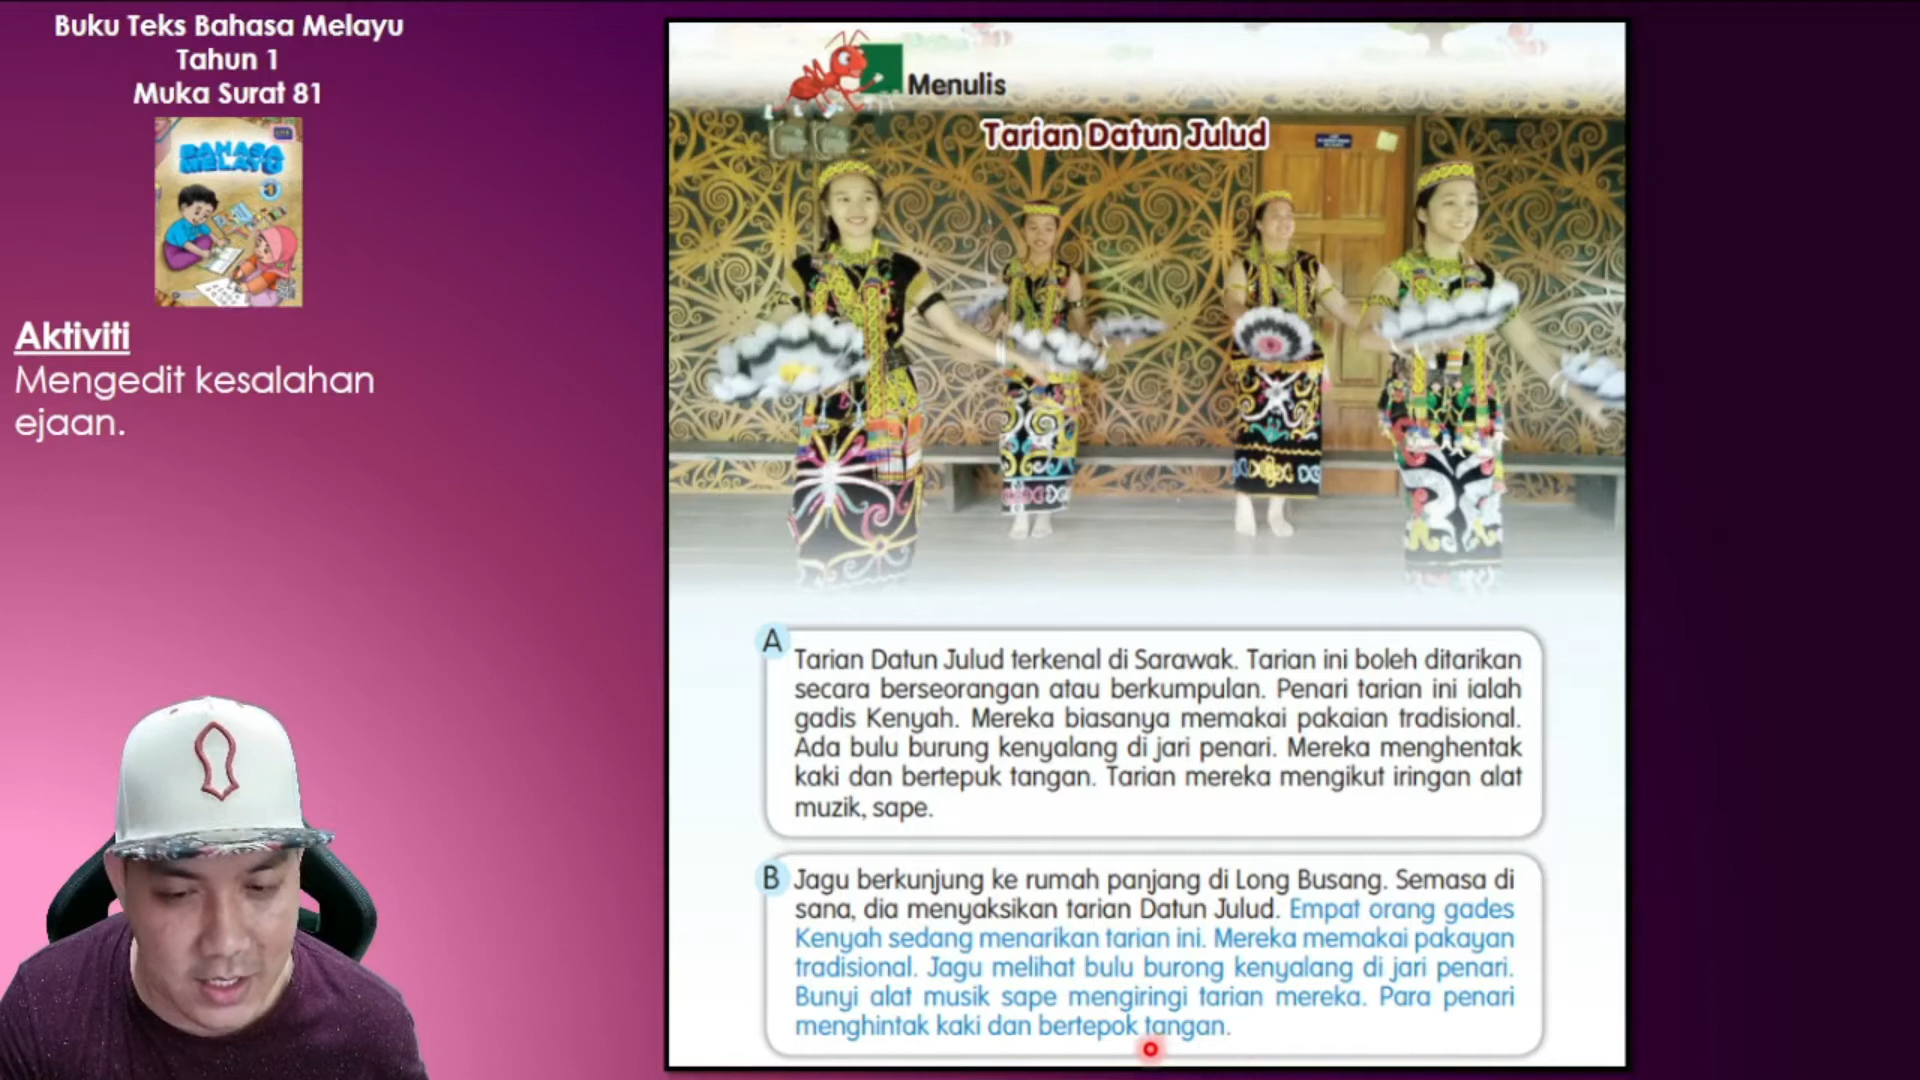 Buku Teks Bahasa Melayu
Tahun 1
Muka Surat 81
BAHASA
MELAYU
Aktiviti
Mengedit kesalahan
ejaan.
Menulis
Tarian Datun Julud
A
Tarian Datun Julud terkenal di Sarawak. Tarian ini boleh ditarikan
secara berseorangan atau berkumpulan. Penari tarian ini ialah
gadis Kenyah. Mereka biasanya memakai pakaian tradisional.
Ada bulu burung kenyalang di jari penari. Mereka menghentak
kaki dan bertepuk tangan. Tarian mereka mengikut iringan alat
muzik, sape.
B
Jagu berkunjung ke rumah panjang di Long Busang. Semasa di
sana, dia menyaksikan tarian Datun Julud. Empat orang gades
Kenyah sedang menarikan tarian ini. Mereka memakai pakayan
tradisional. Jagu melihat bulu burong kenyalang di jari penari.
Bunyi alat musik sape mengiringi tarian mereka. Para penari
menghintak kaki dan bertepok tangan.